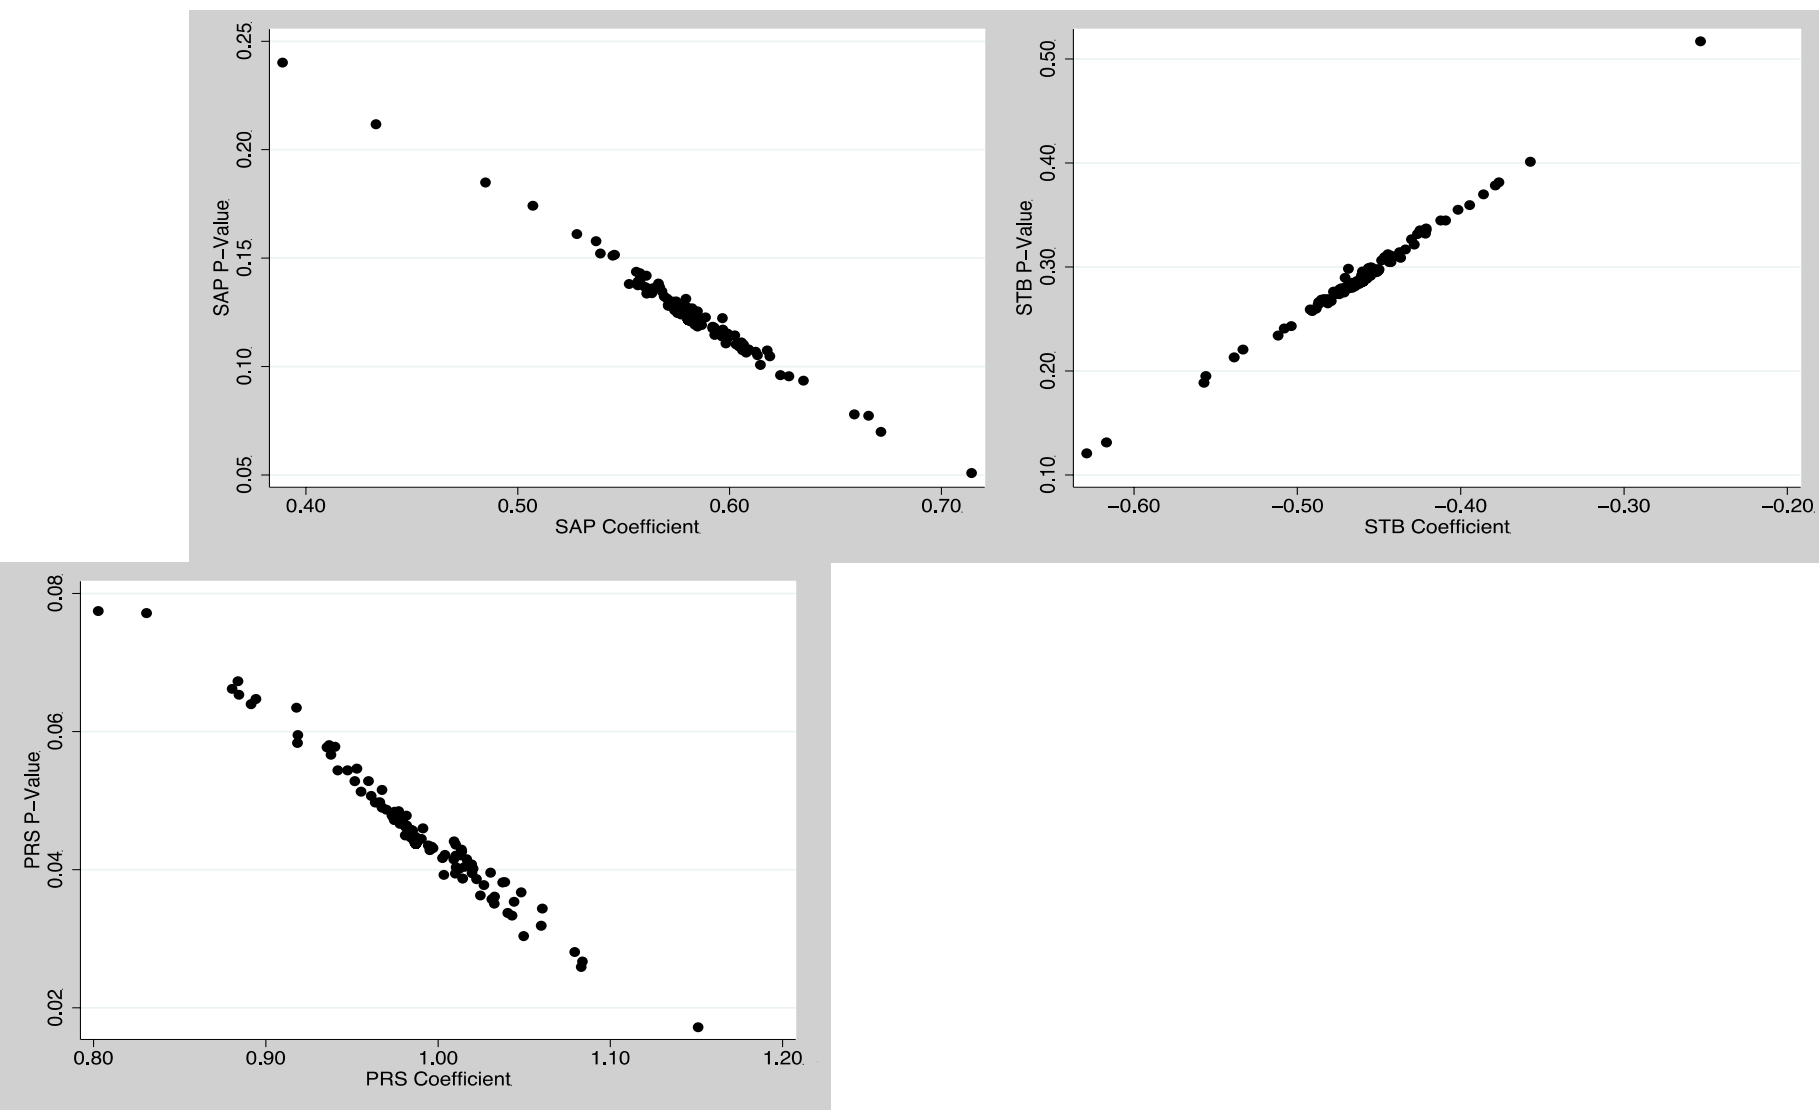 SAP P-Value
0.25
0.20
0.15
0.10
0.05
0.40 0.50 0.60 0.70
SAP Coefficient
STB P-Value
0.50
0.40
0.30
0.20
0.10
−0.60 −0.50 −0.40 −0.30 −0.20
STB Coefficient
PRS P-Value
0.08
0.06
0.04
0.02
0.80 0.90 1.00 1.10 1.20
PRS Coefficient